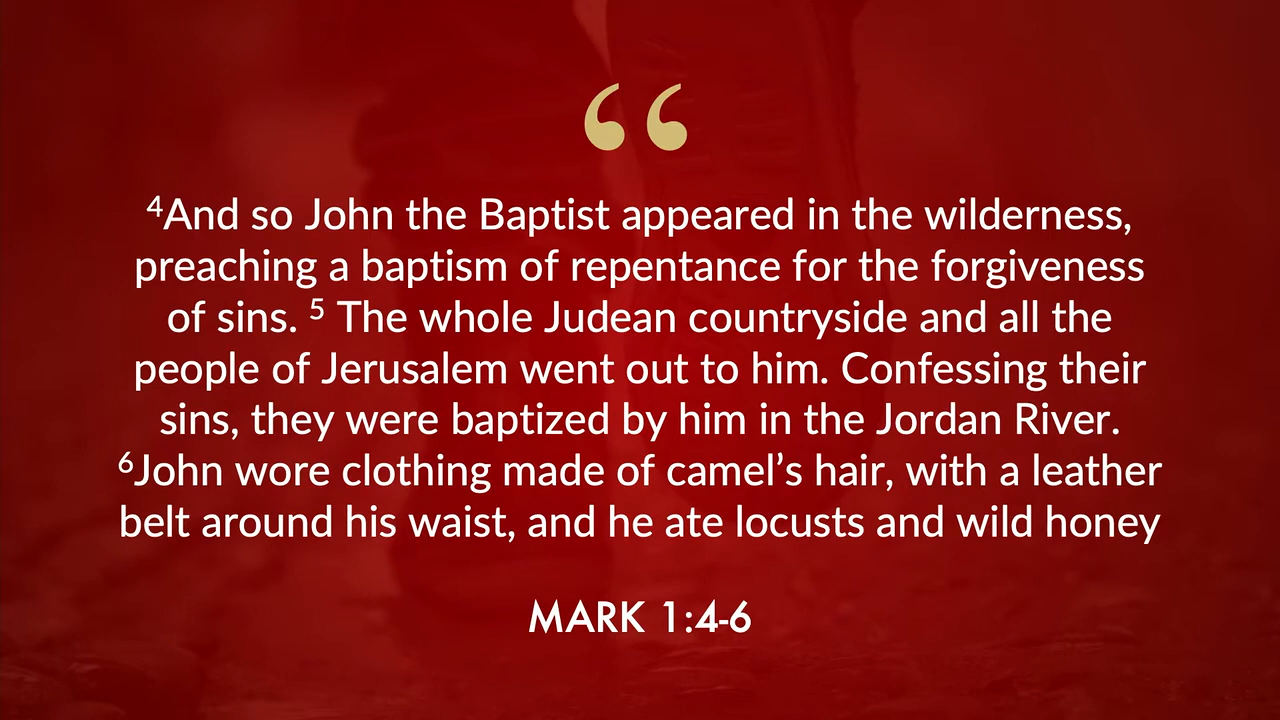 “
⁴And so John the Baptist appeared in the wilderness,
preaching a baptism of repentance for the forgiveness
of sins. ⁵ The whole Judean countryside and all the
people of Jerusalem went out to him. Confessing their
sins, they were baptized by him in the Jordan River.
⁶John wore clothing made of camel’s hair, with a leather
belt around his waist, and he ate locusts and wild honey
MARK 1:4-6